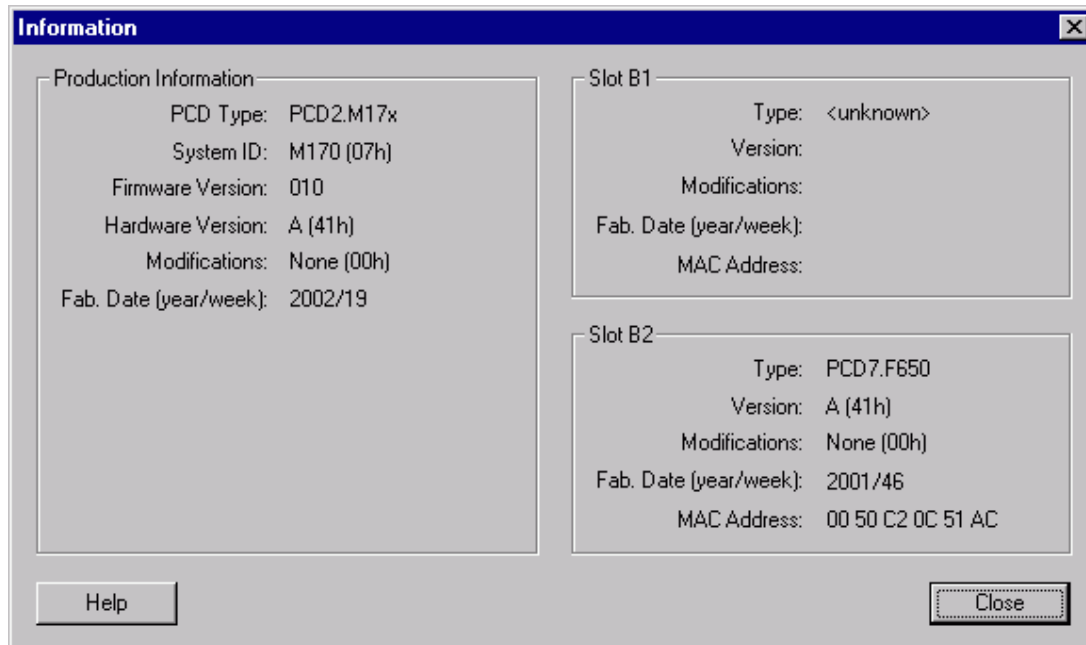 Information
Production Information
PCD Type: PCD2.M17x
System ID: M170 (07h)
Firmware Version: 010
Hardware Version: A (41h)
Modifications: None (00h)
Fab. Date (year/week): 2002/19
Slot B1
Type: <unknown>
Version:
Modifications:
Fab. Date (year/week):
MAC Address:
Slot B2
Type: PCD7.F650
Version: A (41h)
Modifications: None (00h)
Fab. Date (year/week): 2001/46
MAC Address: 00 50 C2 0C 51 AC
Help
Close